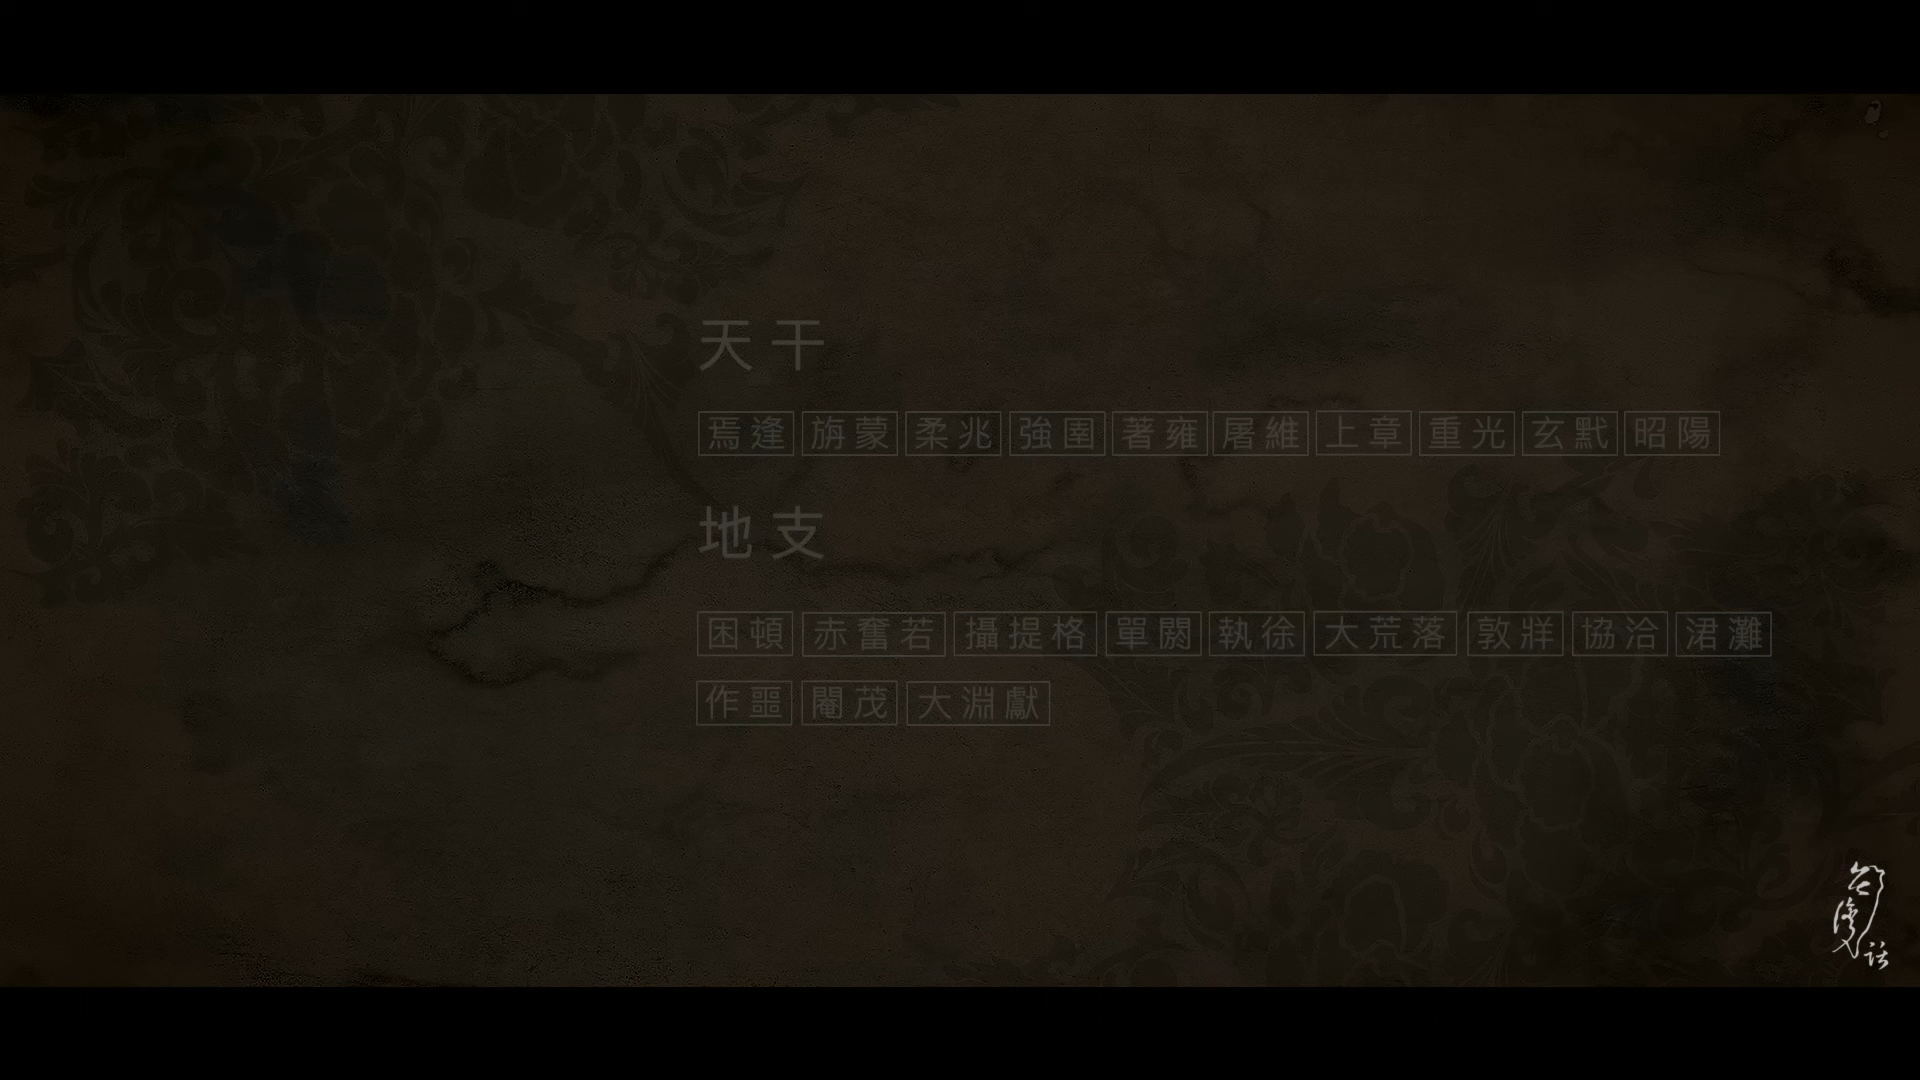 天干
焉逢 旃蒙 柔兆 強圉 著雍 屠維 上章 重光 玄黓 昭陽
地支
困頓 赤奮若 攝提格 單閼 執徐 大荒落 敦牂 協洽 涒灘
作噩 閹茂 大淵獻